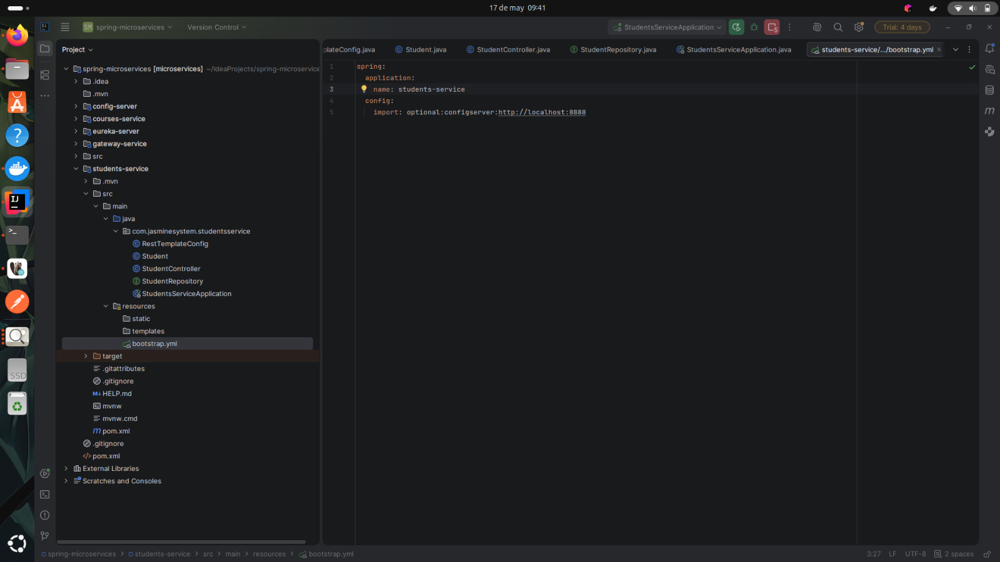 17 de may 09:41
SM spring-microservices
Version Control
StudentsServiceApplication
5
Trial: 4 days
Project
plateConfig.java
Student.java
StudentController.java
StudentRepository.java
StudentsServiceApplication.java
students-service/.../bootstrap.yml
spring-microservices [microservices] ~/IdeaProjects/spring-microservice
.idea
.mvn
config-server
courses-service
eureka-server
gateway-service
src
students-service
.mvn
src
main
java
com.jasminesystem.studentsservice
RestTemplateConfig
Student
StudentController
StudentRepository
StudentsServiceApplication
resources
static
templates
bootstrap.yml
target
.gitattributes
.gitignore
M↓ HELP.md
mvnw
mvnw.cmd
m pom.xml
.gitignore
</> pom.xml
External Libraries
Scratches and Consoles
1 spring:
2 application:
3 name: students-service
4 config:
5 import: optional:configserver:http://localhost:8888
SSD
spring-microservices > students-service > src > main > resources > bootstrap.yml
3:27 LF UTF-8 2 spaces